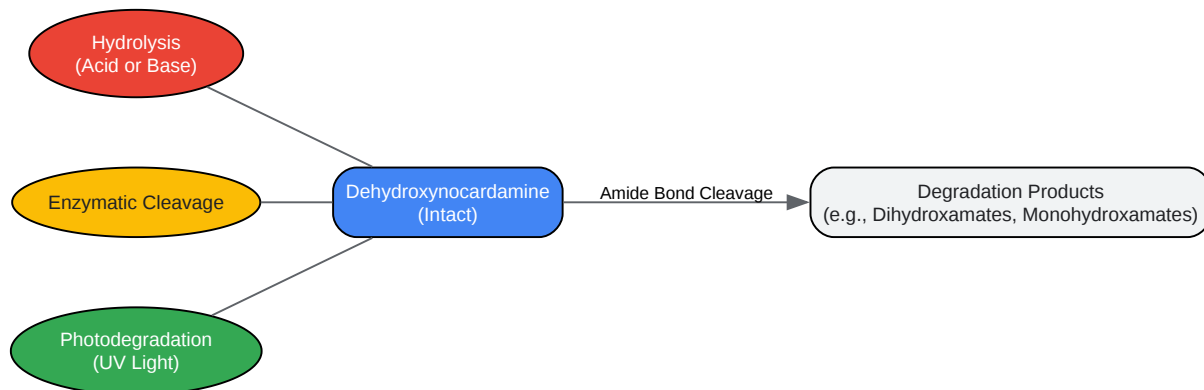 Hydrolysis
(Acid or Base)
Enzymatic Cleavage
Photodegradation
(UV Light)
Dehydroxynocardamine
(Intact)
Amide Bond Cleavage
Degradation Products
(e.g., Dihydroxamates, Monohydroxamates)